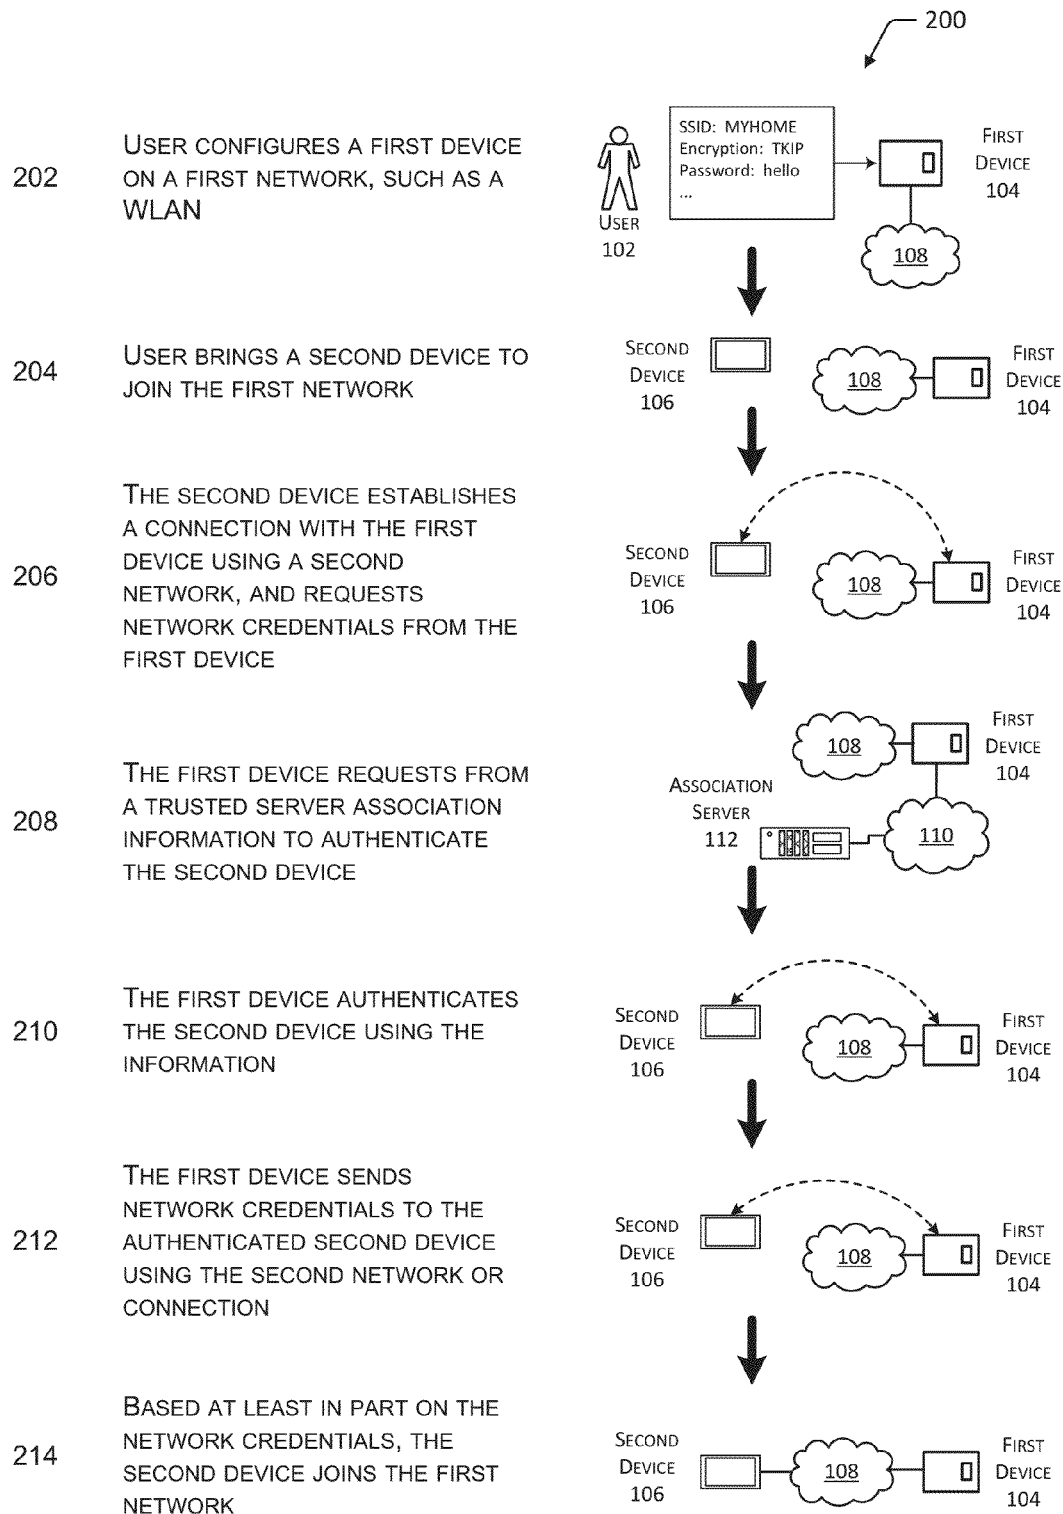 200
202
USER CONFIGURES A FIRST DEVICE
ON A FIRST NETWORK, SUCH AS A
WLAN
USER
102
SSID: MYHOME
Encryption: TKIP
Password: hello
...
FIRST
DEVICE
104
108
204
USER BRINGS A SECOND DEVICE TO
JOIN THE FIRST NETWORK
SECOND
DEVICE
106
108
FIRST
DEVICE
104
206
THE SECOND DEVICE ESTABLISHES
A CONNECTION WITH THE FIRST
DEVICE USING A SECOND
NETWORK, AND REQUESTS
NETWORK CREDENTIALS FROM THE
FIRST DEVICE
SECOND
DEVICE
106
108
FIRST
DEVICE
104
208
THE FIRST DEVICE REQUESTS FROM
A TRUSTED SERVER ASSOCIATION
INFORMATION TO AUTHENTICATE
THE SECOND DEVICE
108
FIRST
DEVICE
104
ASSOCIATION
SERVER
112
110
210
THE FIRST DEVICE AUTHENTICATES
THE SECOND DEVICE USING THE
INFORMATION
SECOND
DEVICE
106
108
FIRST
DEVICE
104
212
THE FIRST DEVICE SENDS
NETWORK CREDENTIALS TO THE
AUTHENTICATED SECOND DEVICE
USING THE SECOND NETWORK OR
CONNECTION
SECOND
DEVICE
106
108
FIRST
DEVICE
104
214
BASED AT LEAST IN PART ON THE
NETWORK CREDENTIALS, THE
SECOND DEVICE JOINS THE FIRST
NETWORK
SECOND
DEVICE
106
108
FIRST
DEVICE
104